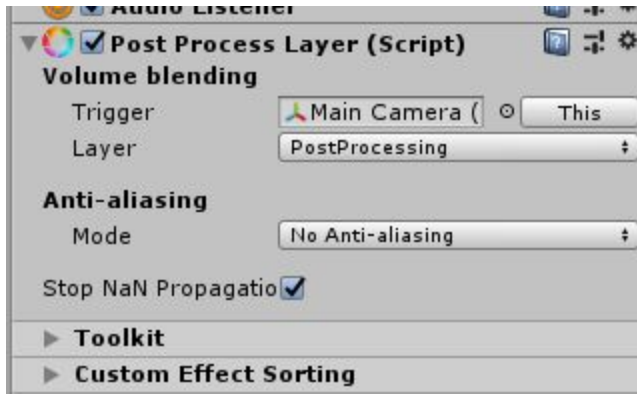 Audio Listener
Post Process Layer (Script)
Volume blending
Trigger Main Camera ( This
Layer PostProcessing
Anti-aliasing
Mode No Anti-aliasing
Stop NaN Propagatio
Toolkit
Custom Effect Sorting